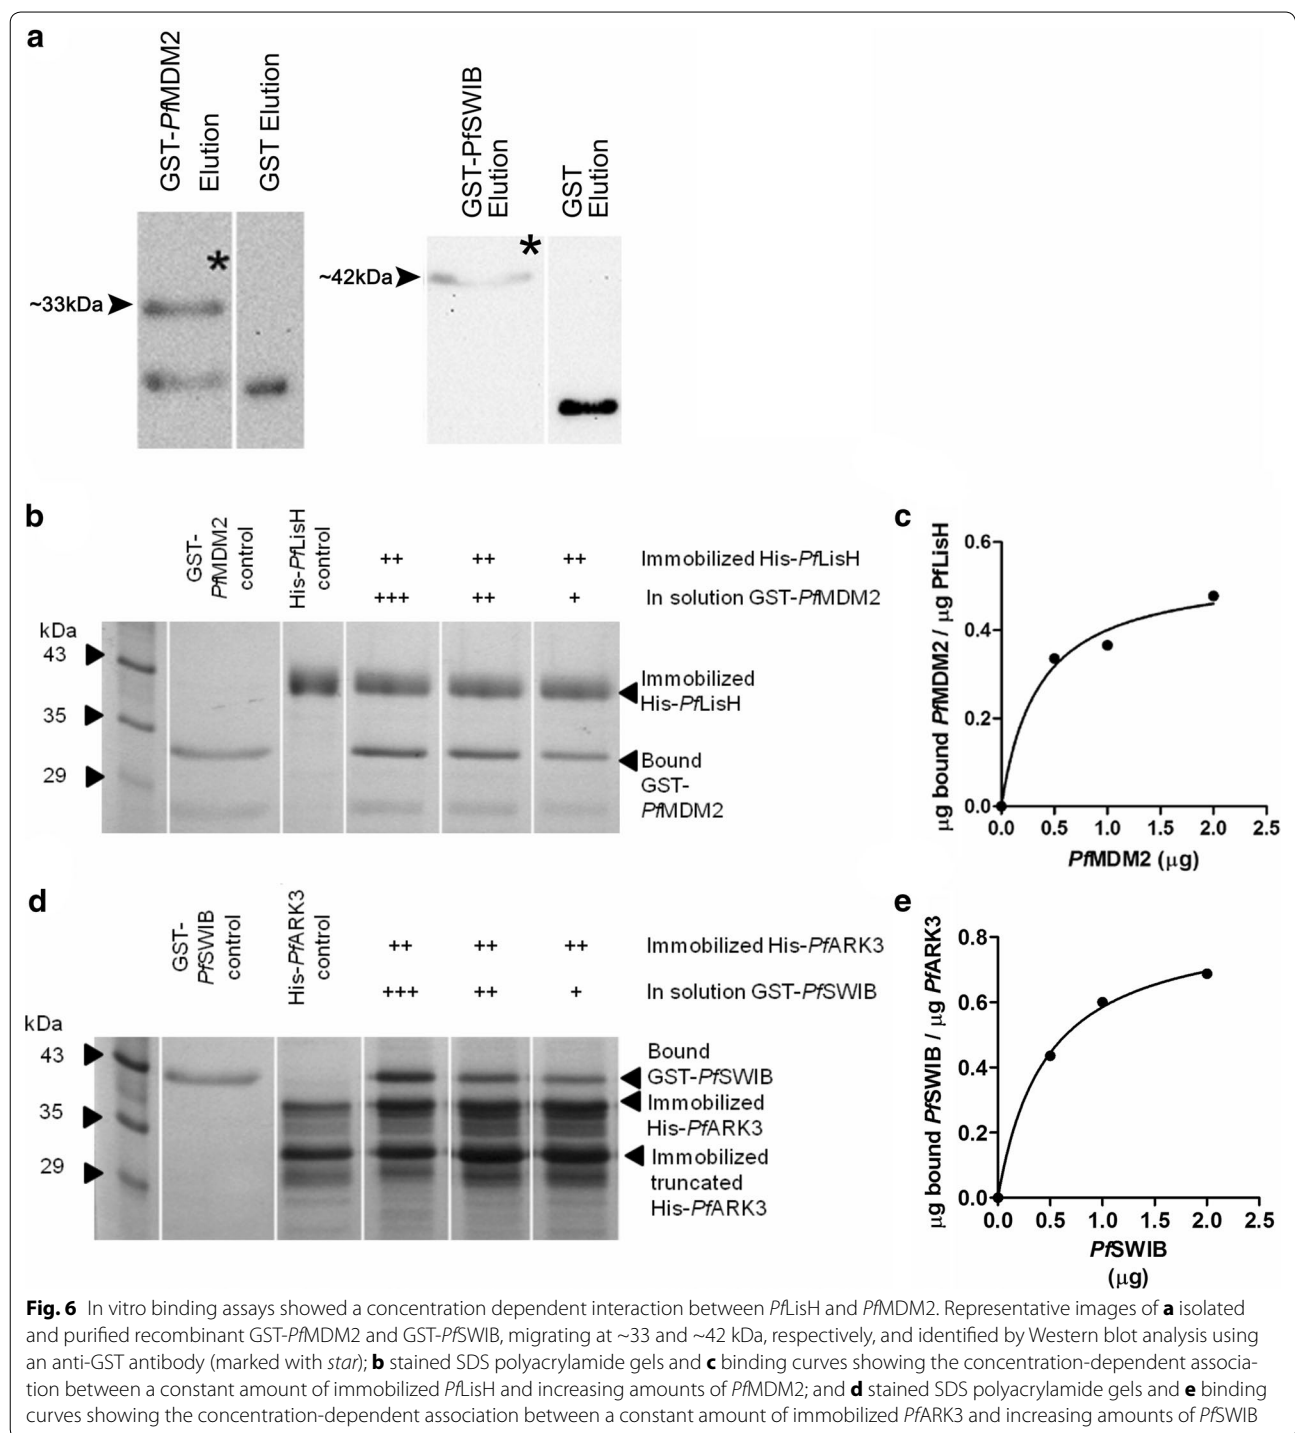 a
GST-PfMDM2
Elution
GST Elution
GST-PfSWIB
Elution
GST
Elution
*
*
~33kDa
~42kDa
b
GST-
PfMDM2
control
His-PfLisH
control
++ ++ ++ Immobilized His-PfLisH
+++ ++ + In solution GST-PfMDM2
kDa
43
35
29
Immobilized
His-PfLisH
Bound
GST-
PfMDM2
c
µg bound PfMDM2 / µg PfLisH
0.6
0.4
0.2
0.0
0.0 0.5 1.0 1.5 2.0 2.5
PfMDM2 (µg)
d
GST-
PfSWIB
control
His-PfARK3
control
++ ++ ++ Immobilized His-PfARK3
+++ ++ + In solution GST-PfSWIB
kDa
43
35
29
Bound
GST-PfSWIB
Immobilized
His-PfARK3
Immobilized
truncated
His-PfARK3
e
µg bound PfSWIB / µg PfARK3
0.8
0.6
0.4
0.2
0.0
0.0 0.5 1.0 1.5 2.0 2.5
PfSWIB
(µg)
Fig. 6 In vitro binding assays showed a concentration dependent interaction between PfLisH and PfMDM2. Representative images of a isolated
and purified recombinant GST-PfMDM2 and GST-PfSWIB, migrating at ~33 and ~42 kDa, respectively, and identified by Western blot analysis using
an anti-GST antibody (marked with star); b stained SDS polyacrylamide gels and c binding curves showing the concentration-dependent associa-
tion between a constant amount of immobilized PfLisH and increasing amounts of PfMDM2; and d stained SDS polyacrylamide gels and e binding
curves showing the concentration-dependent association between a constant amount of immobilized PfARK3 and increasing amounts of PfSWIB